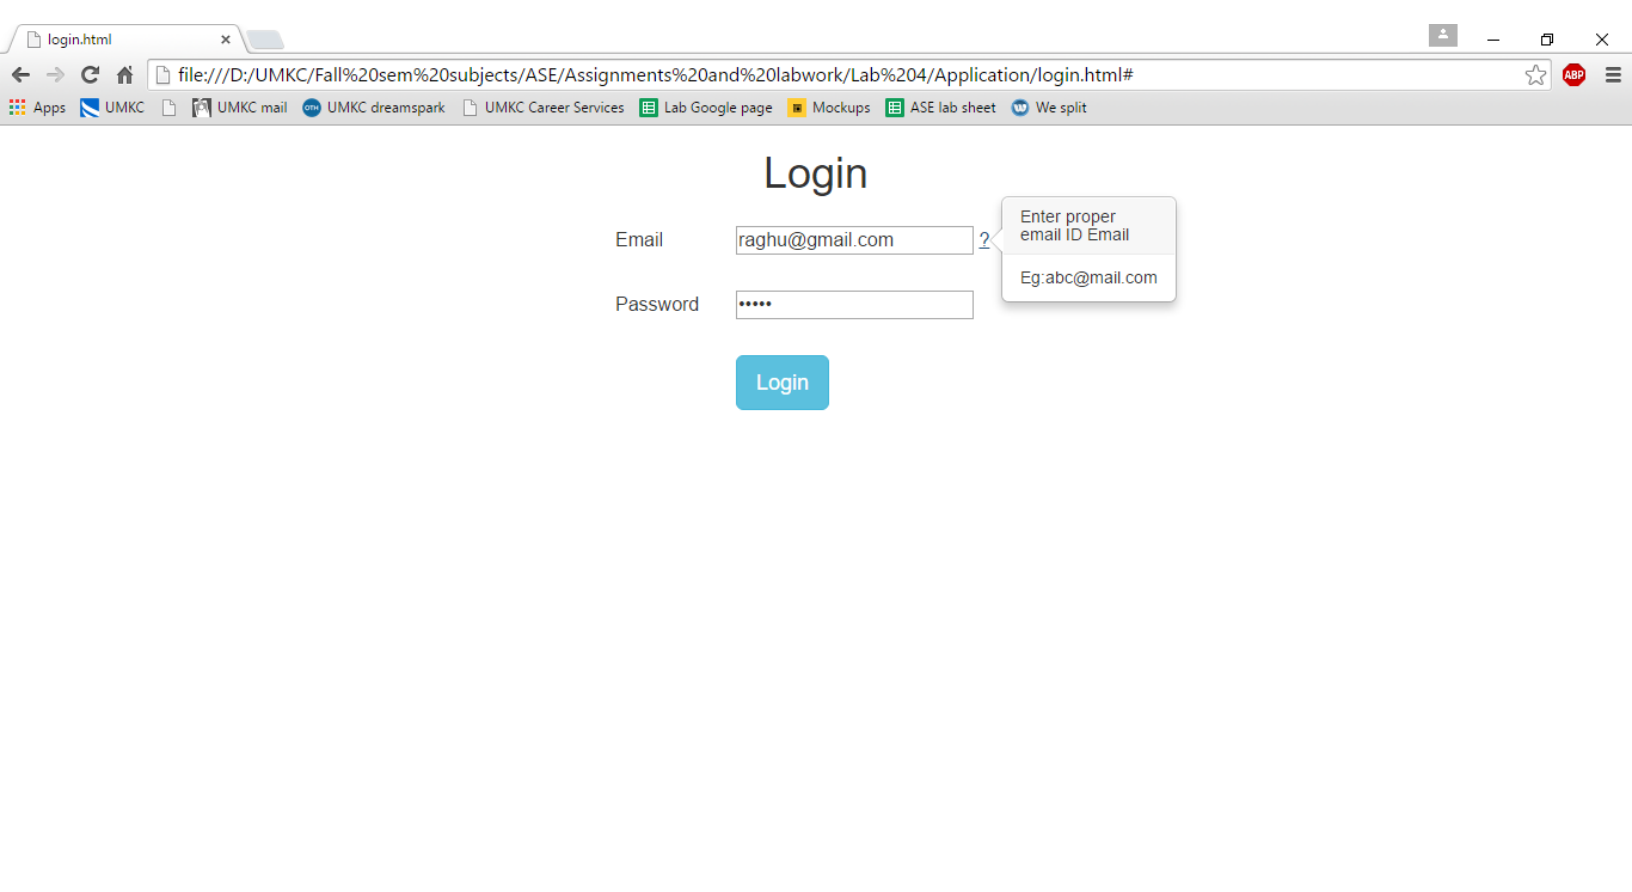 login.html
file:///D:/UMKC/Fall%20sem%20subjects/ASE/Assignments%20and%20labwork/Lab%204/Application/login.html#
ABP
Apps UMKC UMKC mail OTH UMKC dreamspark UMKC Career Services Lab Google page Mockups ASE lab sheet We split
Login
Enter proper
email ID Email
Email raghu@gmail.com ?
Eg:abc@mail.com
Password •••••
Login